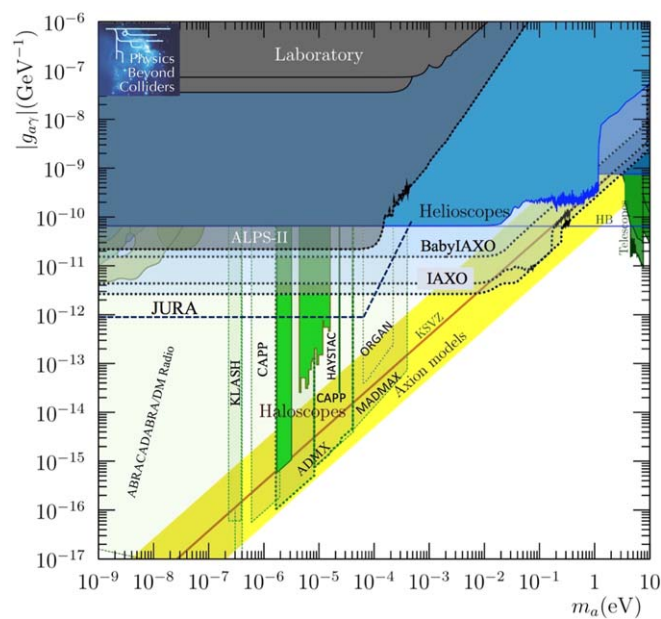 |g_{aγ}|(GeV⁻¹)
10⁻⁶
10⁻⁷
10⁻⁸
10⁻⁹
10⁻¹⁰
10⁻¹¹
10⁻¹²
10⁻¹³
10⁻¹⁴
10⁻¹⁵
10⁻¹⁶
10⁻¹⁷
Physics
Beyond
Colliders
Laboratory
Helioscopes
HB
Telescopes
ALPS-II
BabyIAXO
IAXO
JURA
KSVZ
Axion models
ABRACADABRA/DM Radio
KLASH
CAPP
HAYSTAC
CAPP
ORGAN
MADMAX
Haloscopes
ADMX
10⁻⁹ 10⁻⁸ 10⁻⁷ 10⁻⁶ 10⁻⁵ 10⁻⁴ 10⁻³ 10⁻² 10⁻¹ 1 10
m_a(eV)